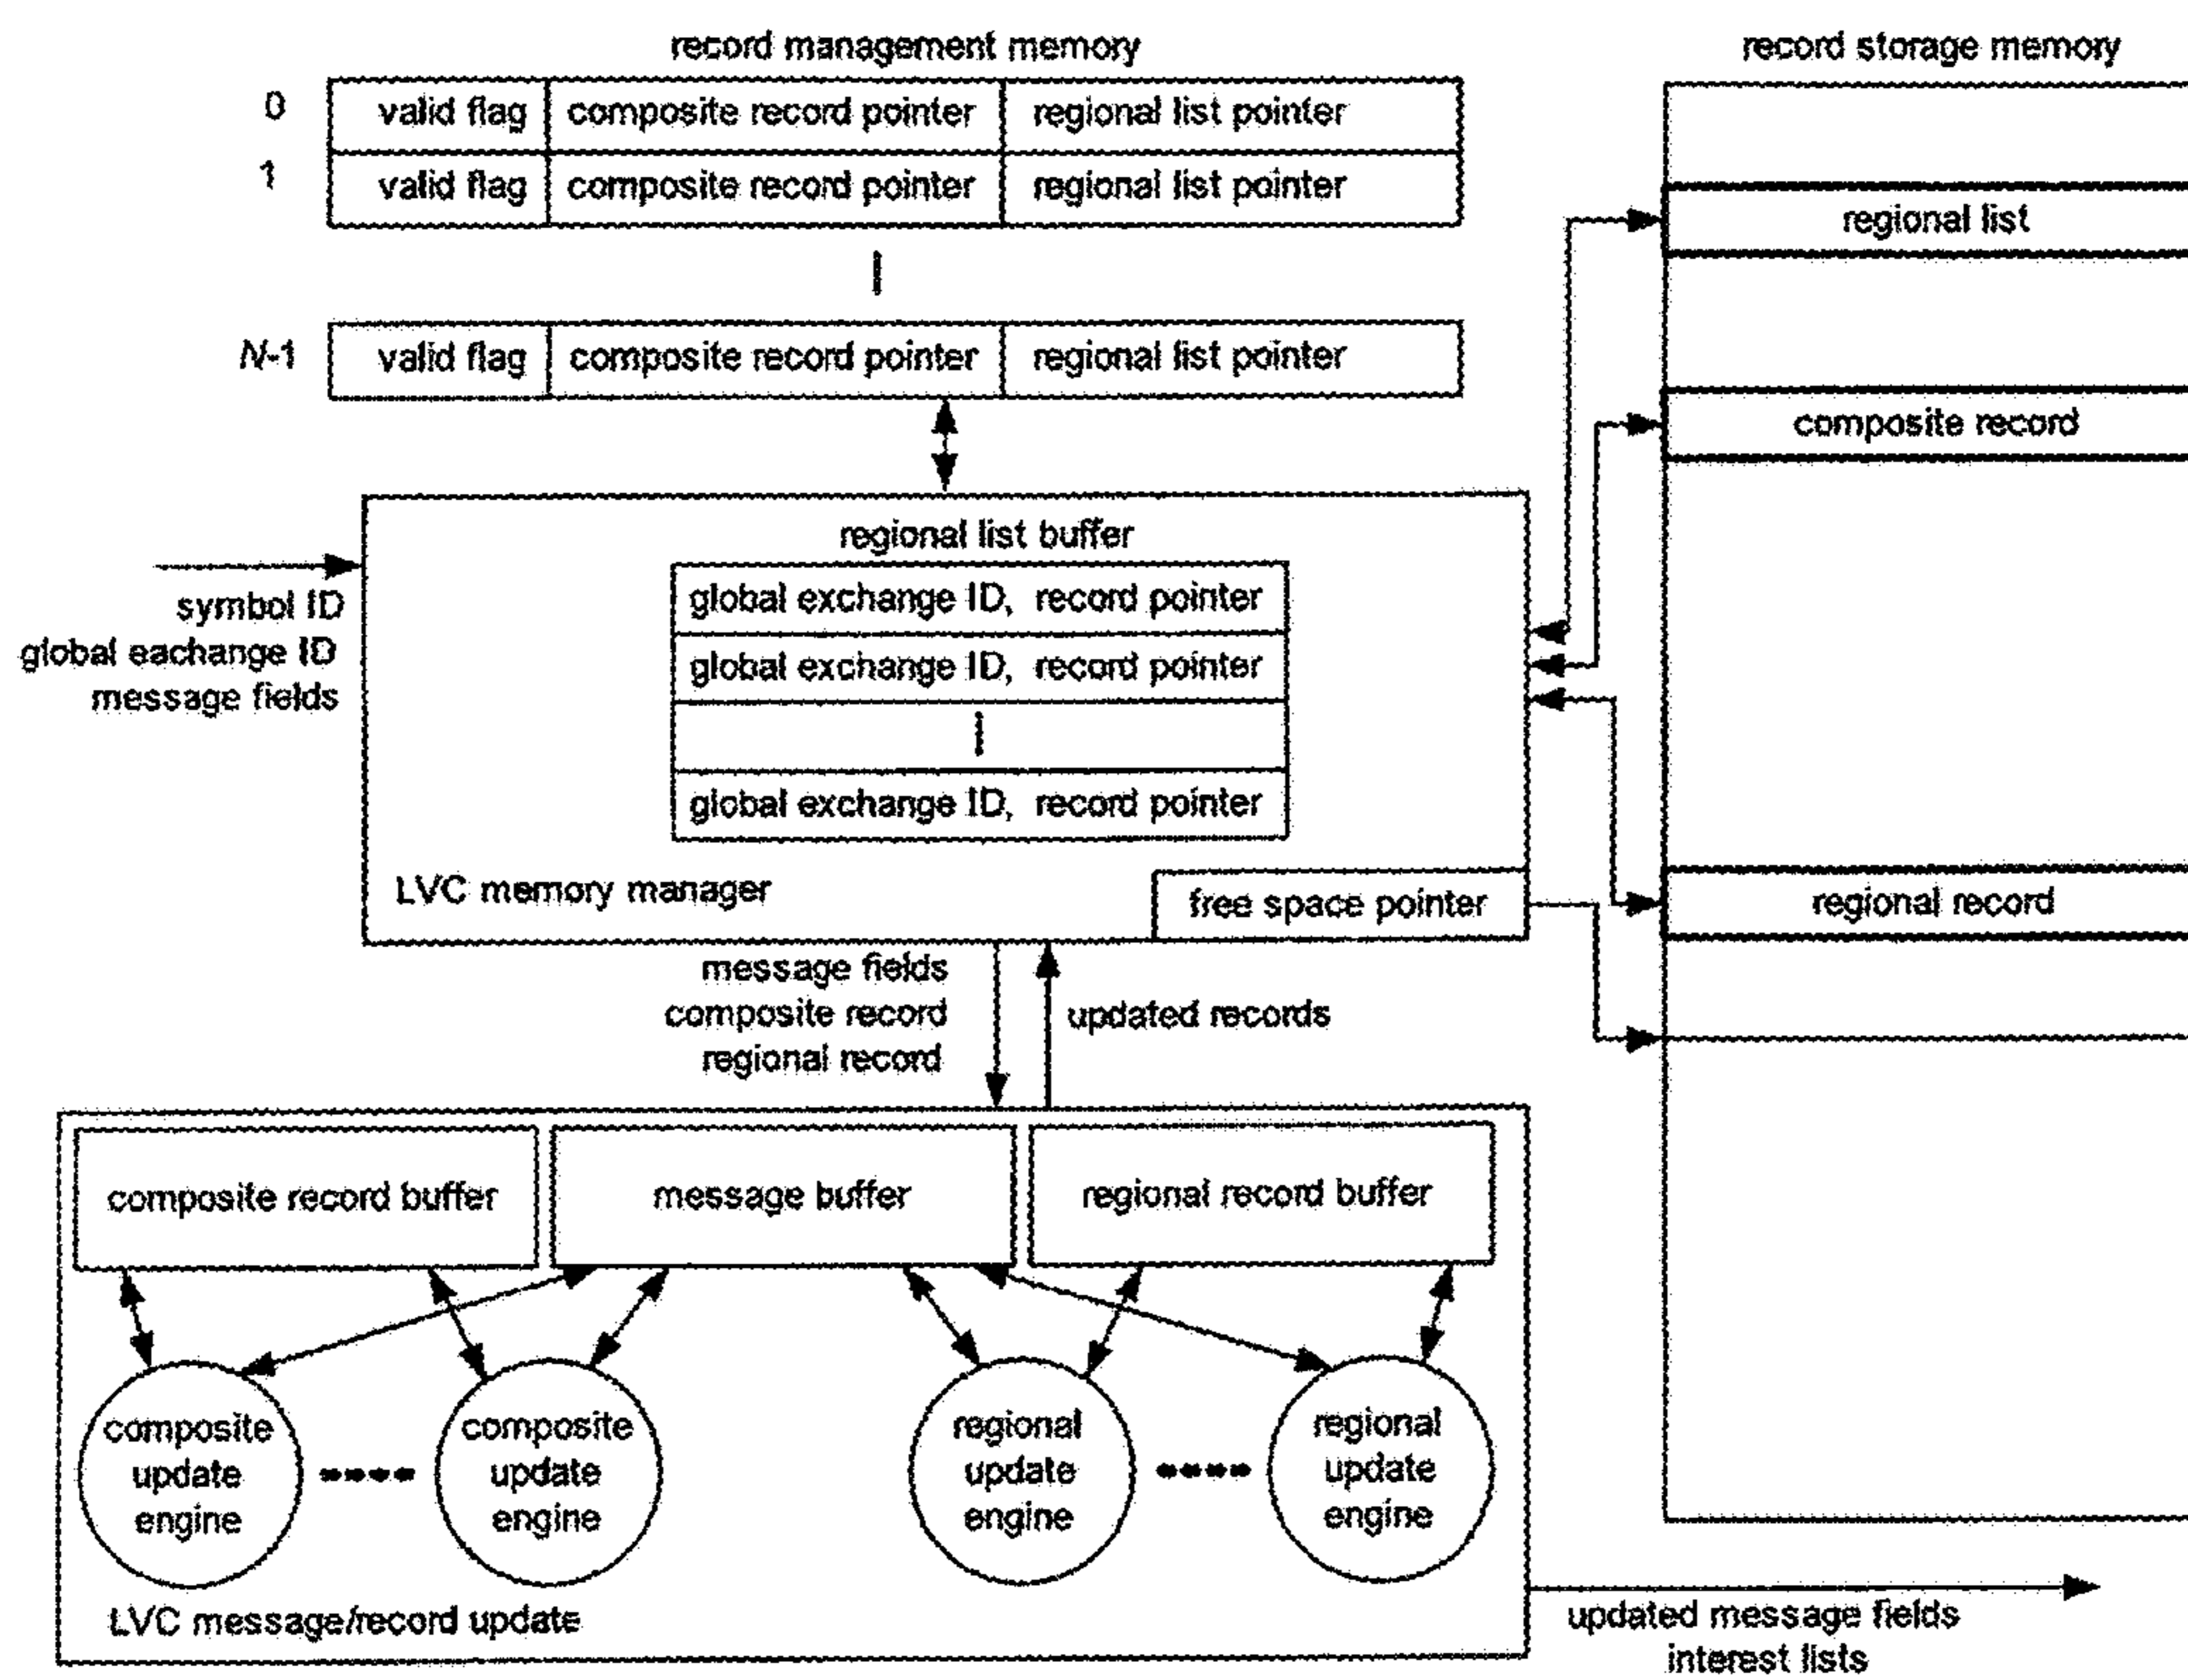 record management memory
record storage memory
0 valid flag composite record pointer regional list pointer
1 valid flag composite record pointer regional list pointer
N-1 valid flag composite record pointer regional list pointer
regional list
composite record
regional record
symbol ID
global eachange ID
message fields
regional list buffer
global exchange ID, record pointer
global exchange ID, record pointer
global exchange ID, record pointer
LVC memory manager
free space pointer
message fields
composite record
regional record
updated records
composite record buffer
message buffer
regional record buffer
composite
update
engine
composite
update
engine
regional
update
engine
regional
update
engine
LVC message/record update
updated message fields
interest lists